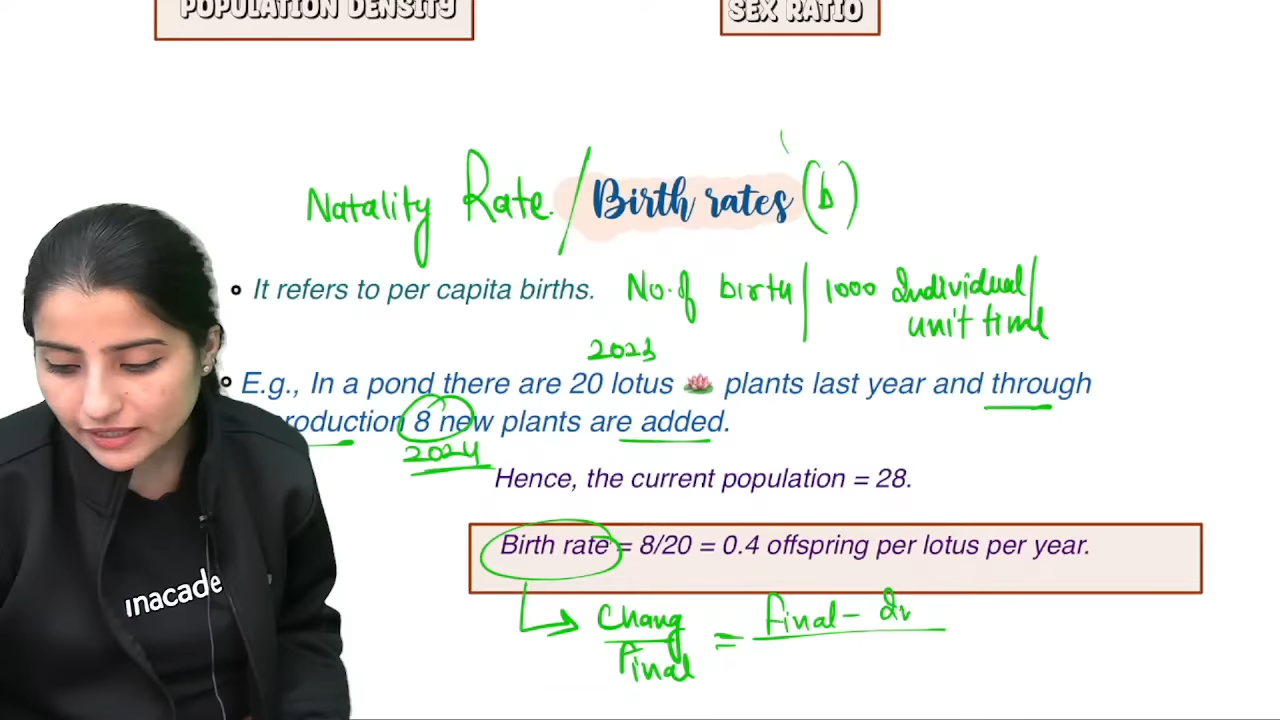 POPULATION DENSITY
SEX RATIO
Natality Rate / Birth rates (b)
It refers to per capita births. No. of birth / 1000 Individual /
unit time
2023
E.g., In a pond there are 20 lotus 🪷 plants last year and through
roduction 8 new plants are added.
2024
Hence, the current population = 28.
Birth rate = 8/20 = 0.4 offspring per lotus per year.
Chang = Final - In
Final
ınacade